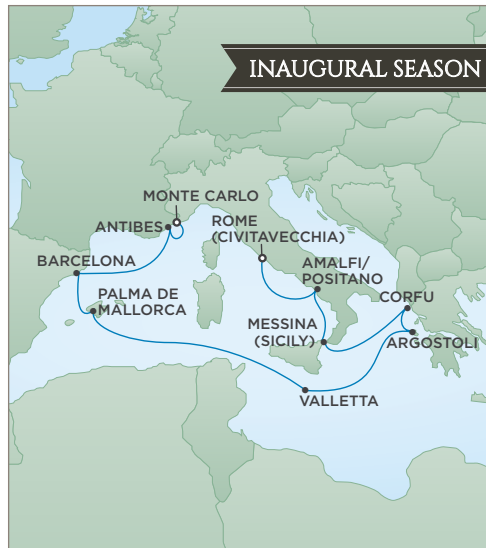 INAUGURAL SEASON
MONTE CARLO
ANTIBES
ROME
(CIVITAVECCHIA)
BARCELONA
AMALFI/
POSITANO
PALMA DE
MALLORCA
CORFU
MESSINA
(SICILY)
ARGOSTOLI
VALLETTA